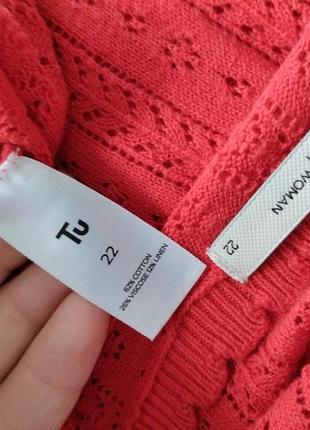 Tu
22
62% COTTON
26% VISCOSE 12% LINEN
WOMAN
22